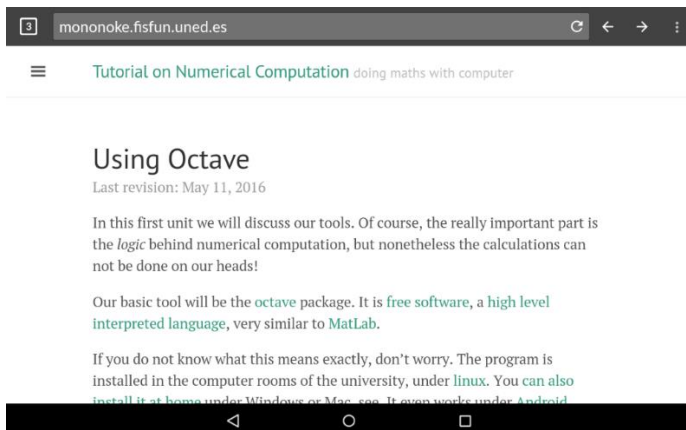 3 mononoke.fisfun.uned.es
Tutorial on Numerical Computation doing maths with computer
Using Octave
Last revision: May 11, 2016
In this first unit we will discuss our tools. Of course, the really important part is
the logic behind numerical computation, but nonetheless the calculations can
not be done on our heads!
Our basic tool will be the octave package. It is free software, a high level
interpreted language, very similar to MatLab.
If you do not know what this means exactly, don't worry. The program is
installed in the computer rooms of the university, under linux. You can also
install it at home under Windows or Mac, see. It even works under Android